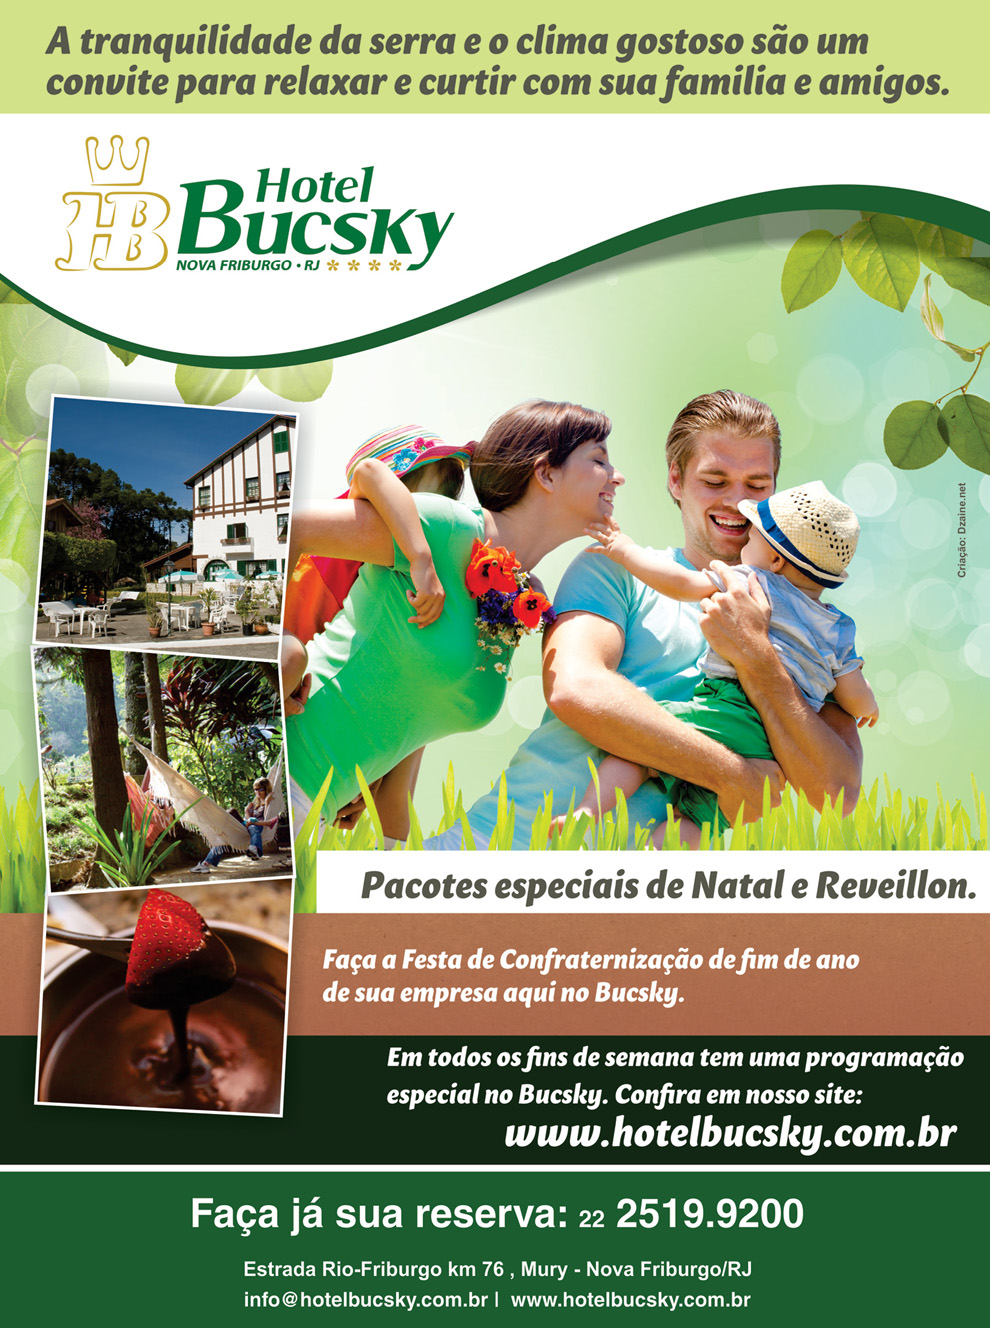 A tranquilidade da serra e o clima gostoso são um
convite para relaxar e curtir com sua familia e amigos.
HB
Hotel
Bucsky
NOVA FRIBURGO • RJ ****
Criação: Dzaine.net
Pacotes especiais de Natal e Reveillon.
Faça a Festa de Confraternização de fim de ano
de sua empresa aqui no Bucsky.
Em todos os fins de semana tem uma programação
especial no Bucsky. Confira em nosso site:
www.hotelbucsky.com.br
Faça já sua reserva: 22 2519.9200
Estrada Rio-Friburgo km 76 , Mury - Nova Friburgo/RJ
info@hotelbucsky.com.br | www.hotelbucsky.com.br